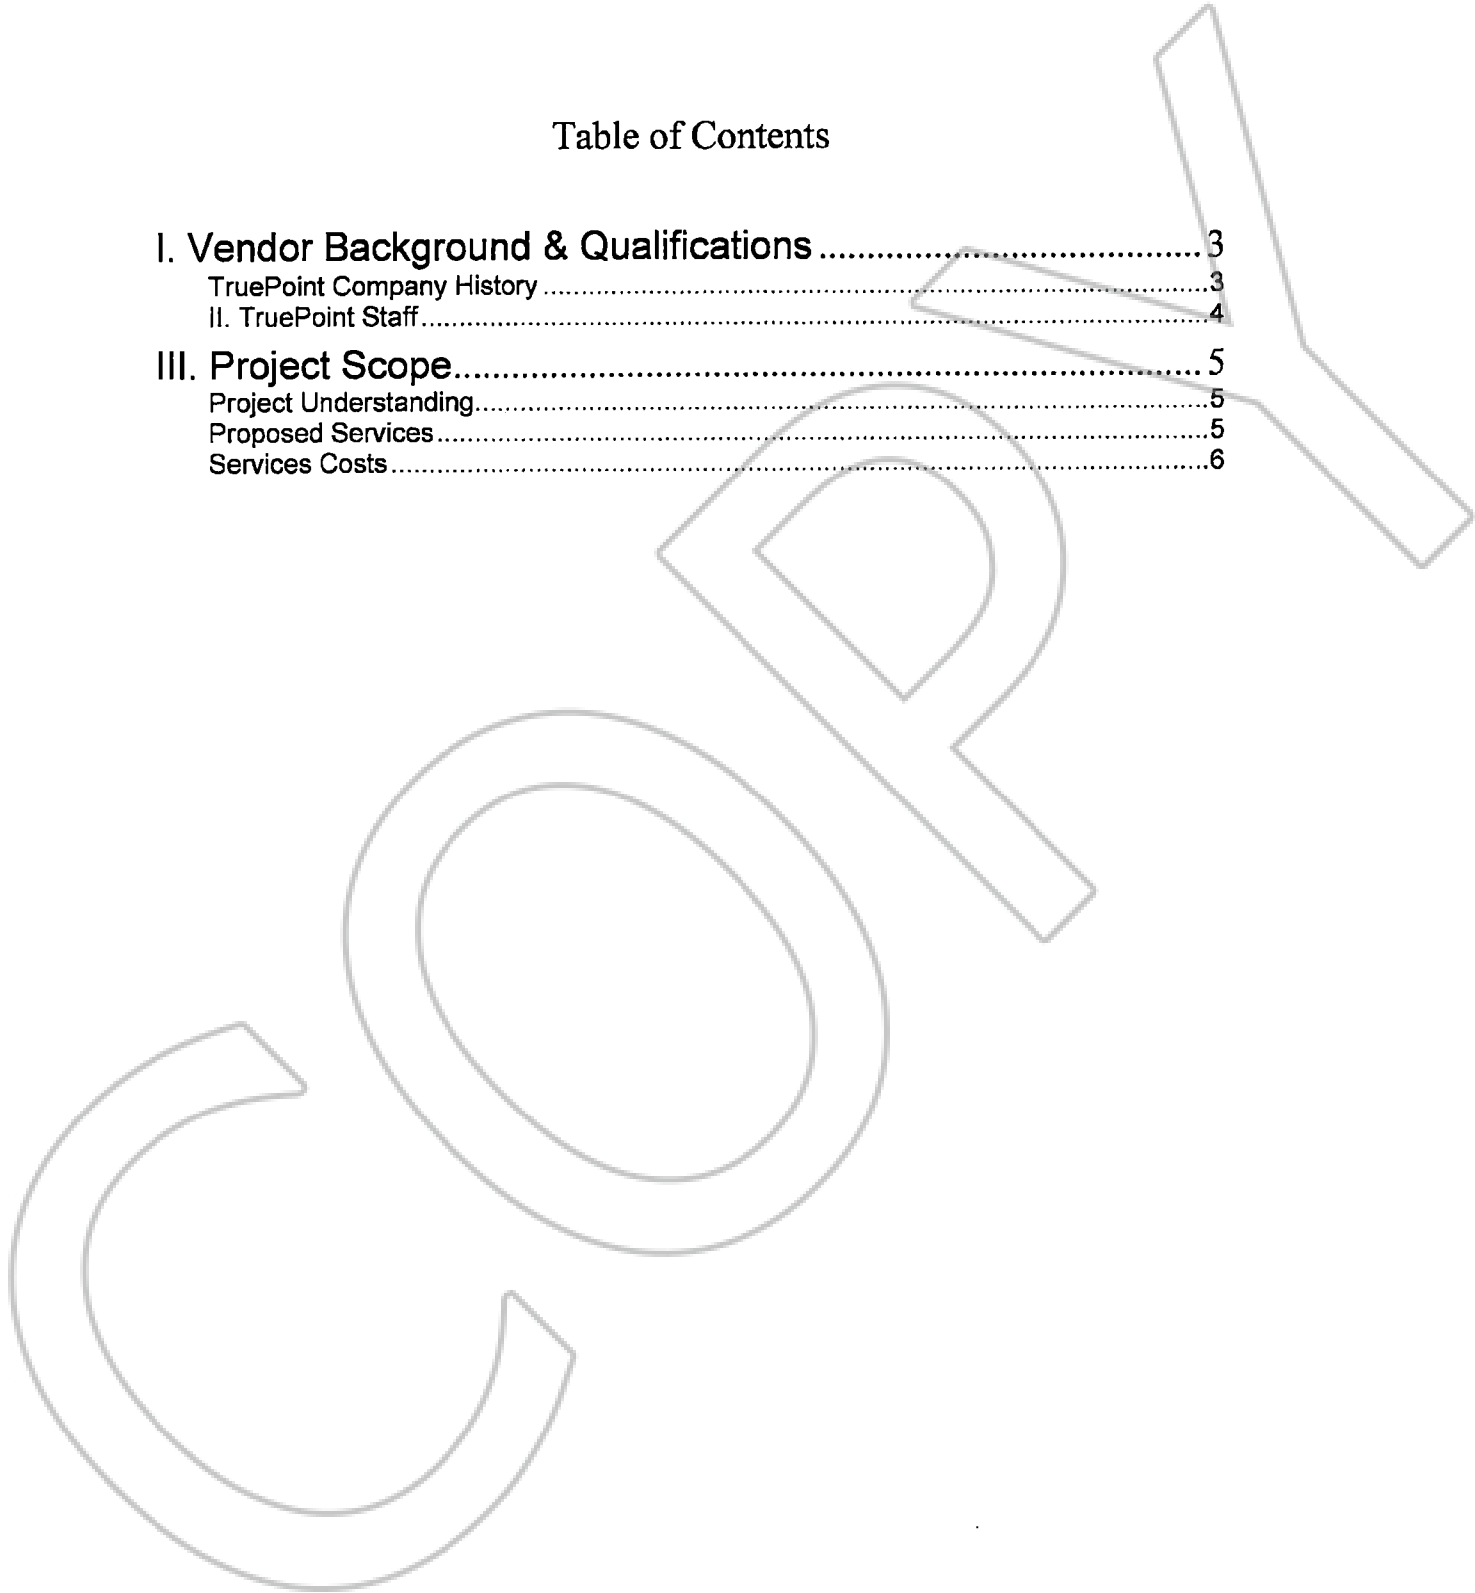 Table of Contents
I. Vendor Background & Qualifications ........................................ 3
TruePoint Company History ........................................ 3
II. TruePoint Staff ........................................ 4
III. Project Scope ........................................ 5
Project Understanding ........................................ 5
Proposed Services ........................................ 5
Services Costs ........................................ 6
COPY